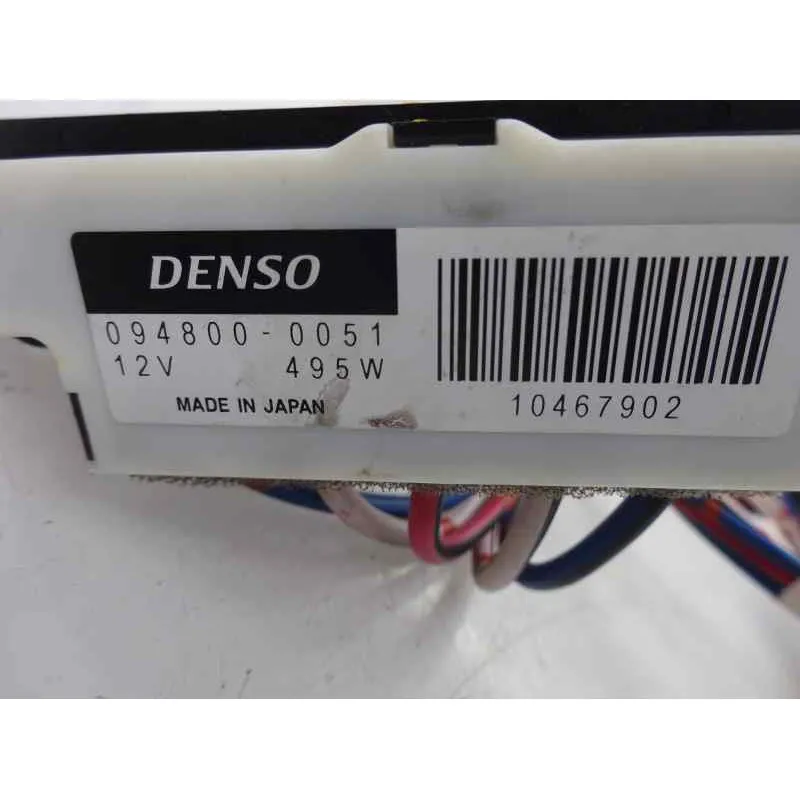 DENSO
094800-0051
12V 495W
MADE IN JAPAN
10467902